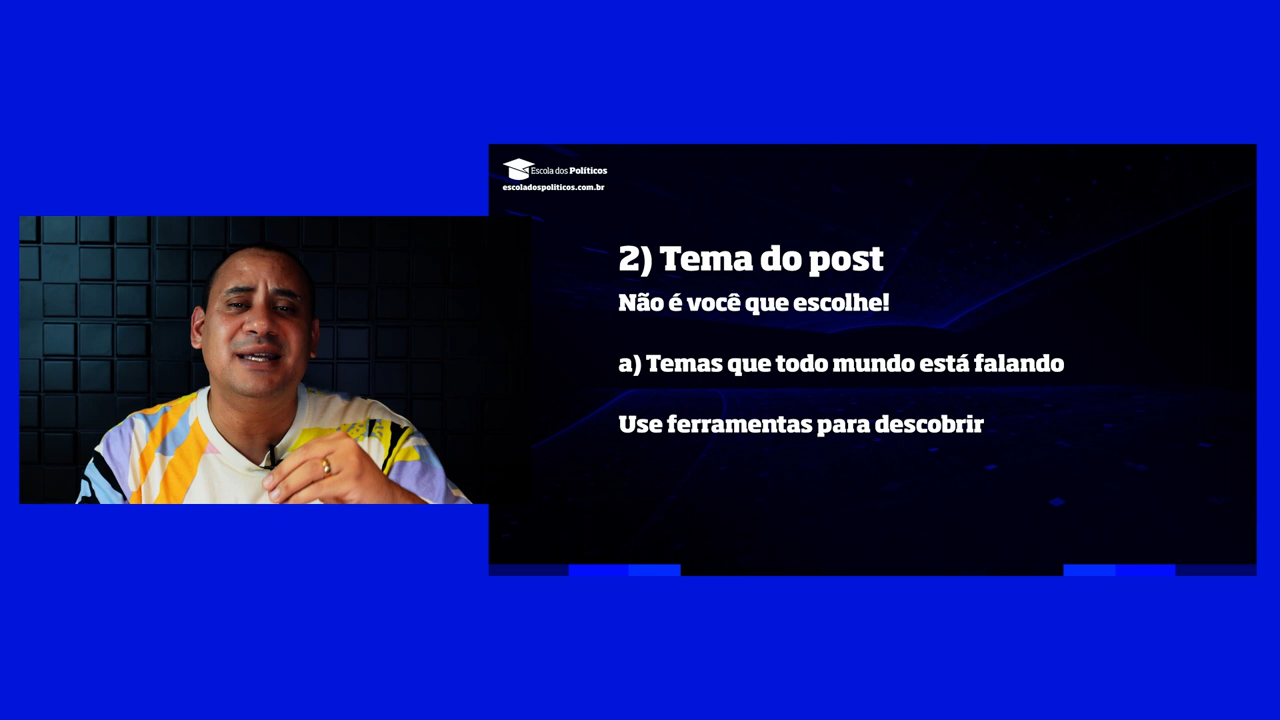 Escola dos Políticos
escoladospoliticos.com.br
2) Tema do post
Não é você que escolhe!
a) Temas que todo mundo está falando
Use ferramentas para descobrir